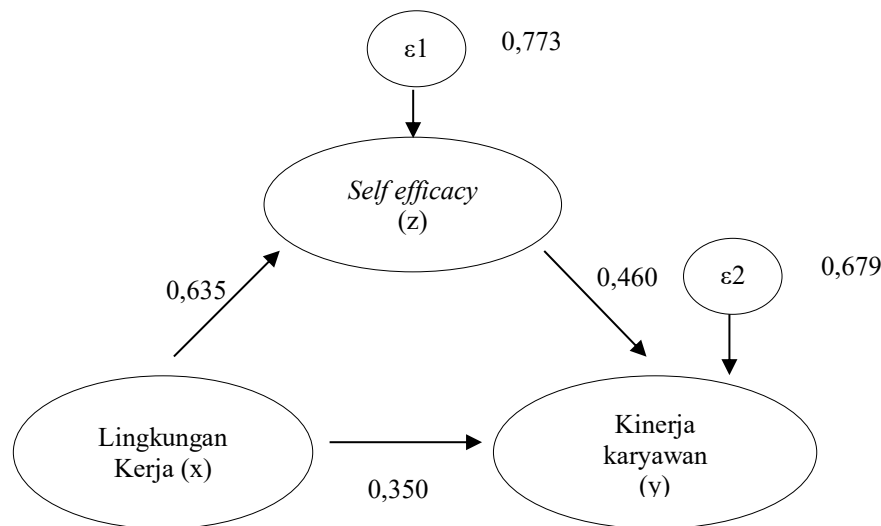 ε1
0,773
Self efficacy
(z)
0,635
0,460
ε2
0,679
Lingkungan
Kerja (x)
0,350
Kinerja
karyawan
(y)